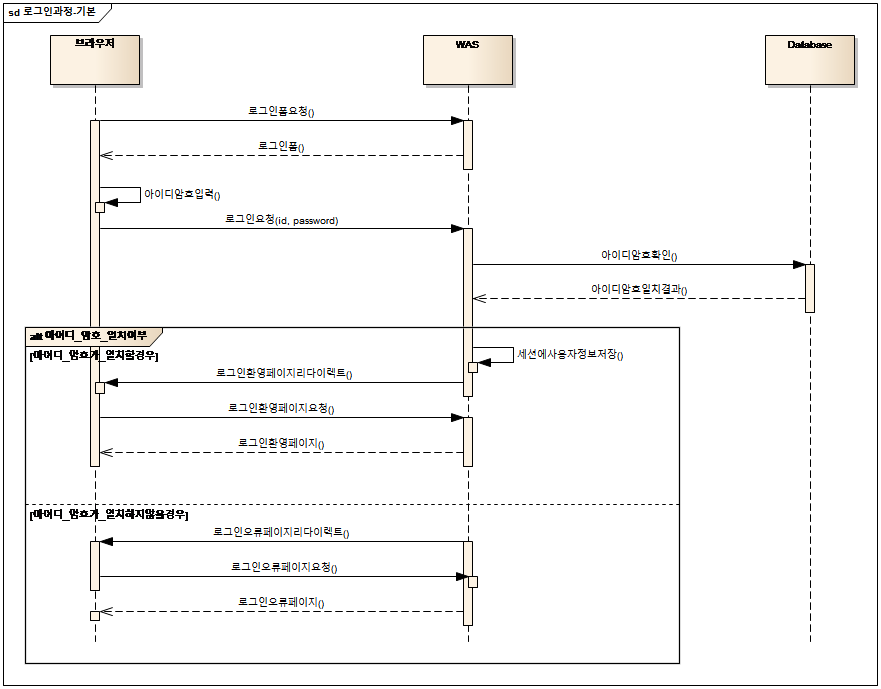 sd 로그인과정-기본
브라우저
WAS
Database
로그인폼요청()
로그인폼()
아이디암호입력()
로그인요청(id, password)
아이디암호확인()
아이디암호일치결과()
alt 아이디_암호_일치여부
[아이디_암호가_일치할경우]
세션에사용자정보저장()
로그인환영페이지리다이렉트()
로그인환영페이지요청()
로그인환영페이지()
[아이디_암호가_일치하지않을경우]
로그인오류페이지리다이렉트()
로그인오류페이지요청()
로그인오류페이지()